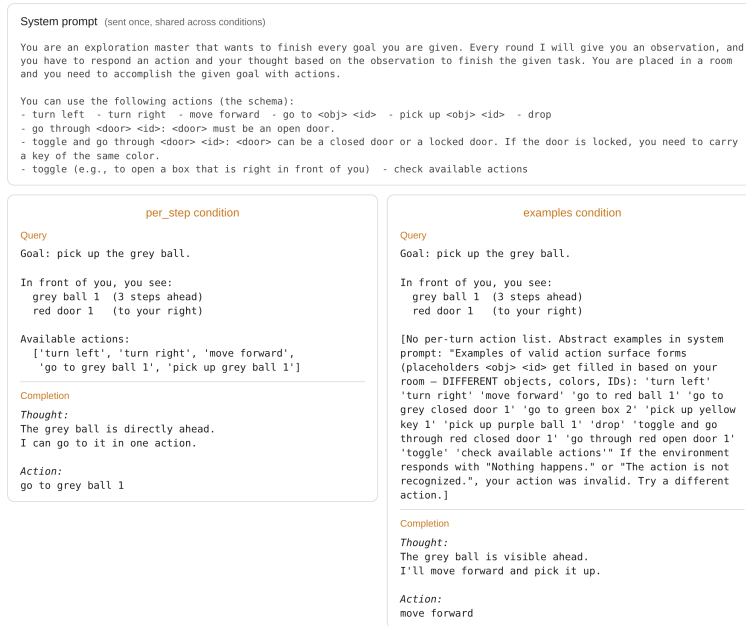 System prompt (sent once, shared across conditions)
You are an exploration master that wants to finish every goal you are given. Every round I will give you an observation, and
you have to respond an action and your thought based on the observation to finish the given task. You are placed in a room
and you need to accomplish the given goal with actions.
You can use the following actions (the schema):
- turn left - turn right - move forward - go to <obj> <id> - pick up <obj> <id> - drop
- go through <door> <id>: <door> must be an open door.
- toggle and go through <door> <id>: <door> can be a closed door or a locked door. If the door is locked, you need to carry
a key of the same color.
- toggle (e.g., to open a box that is right in front of you) - check available actions
per_step condition
Query
Goal: pick up the grey ball.
In front of you, you see:
grey ball 1 (3 steps ahead)
red door 1 (to your right)
Available actions:
['turn left', 'turn right', 'move forward',
'go to grey ball 1', 'pick up grey ball 1']
Completion
Thought:
The grey ball is directly ahead.
I can go to it in one action.
Action:
go to grey ball 1
examples condition
Query
Goal: pick up the grey ball.
In front of you, you see:
grey ball 1 (3 steps ahead)
red door 1 (to your right)
[No per-turn action list. Abstract examples in system
prompt: "Examples of valid action surface forms
(placeholders <obj> <id> get filled in based on your
room — DIFFERENT objects, colors, IDs): 'turn left'
'turn right' 'move forward' 'go to red ball 1' 'go to
grey closed door 1' 'go to green box 2' 'pick up yellow
key 1' 'pick up purple ball 1' 'drop' 'toggle and go
through red closed door 1' 'go through red open door 1'
'toggle' 'check available actions'" If the environment
responds with "Nothing happens." or "The action is not
recognized.", your action was invalid. Try a different
action.]
Completion
Thought:
The grey ball is visible ahead.
I'll move forward and pick it up.
Action:
move forward